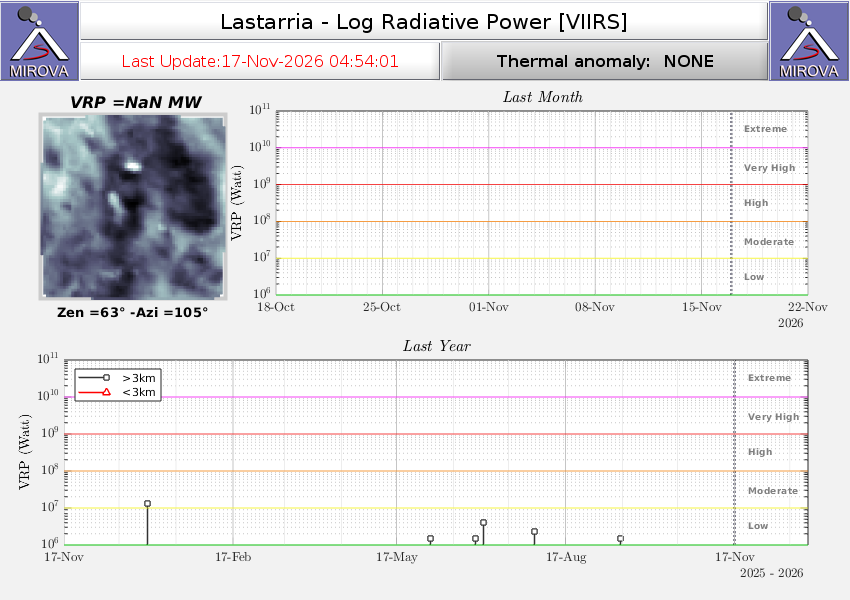 Lastarria - Log Radiative Power [VIIRS]
MIROVA
MIROVA
Last Update:17-Nov-2026 04:54:01
Thermal anomaly: NONE
VRP =NaN MW
Zen =63° -Azi =105°
Last Month
VRP (Watt)
10^11
10^10
10^9
10^8
10^7
10^6
Extreme
Very High
High
Moderate
Low
18-Oct 25-Oct 01-Nov 08-Nov 15-Nov 22-Nov
2026
Last Year
VRP (Watt)
10^11
10^10
10^9
10^8
10^7
10^6
>3km
<3km
Extreme
Very High
High
Moderate
Low
17-Nov 17-Feb 17-May 17-Aug 17-Nov
2025 - 2026